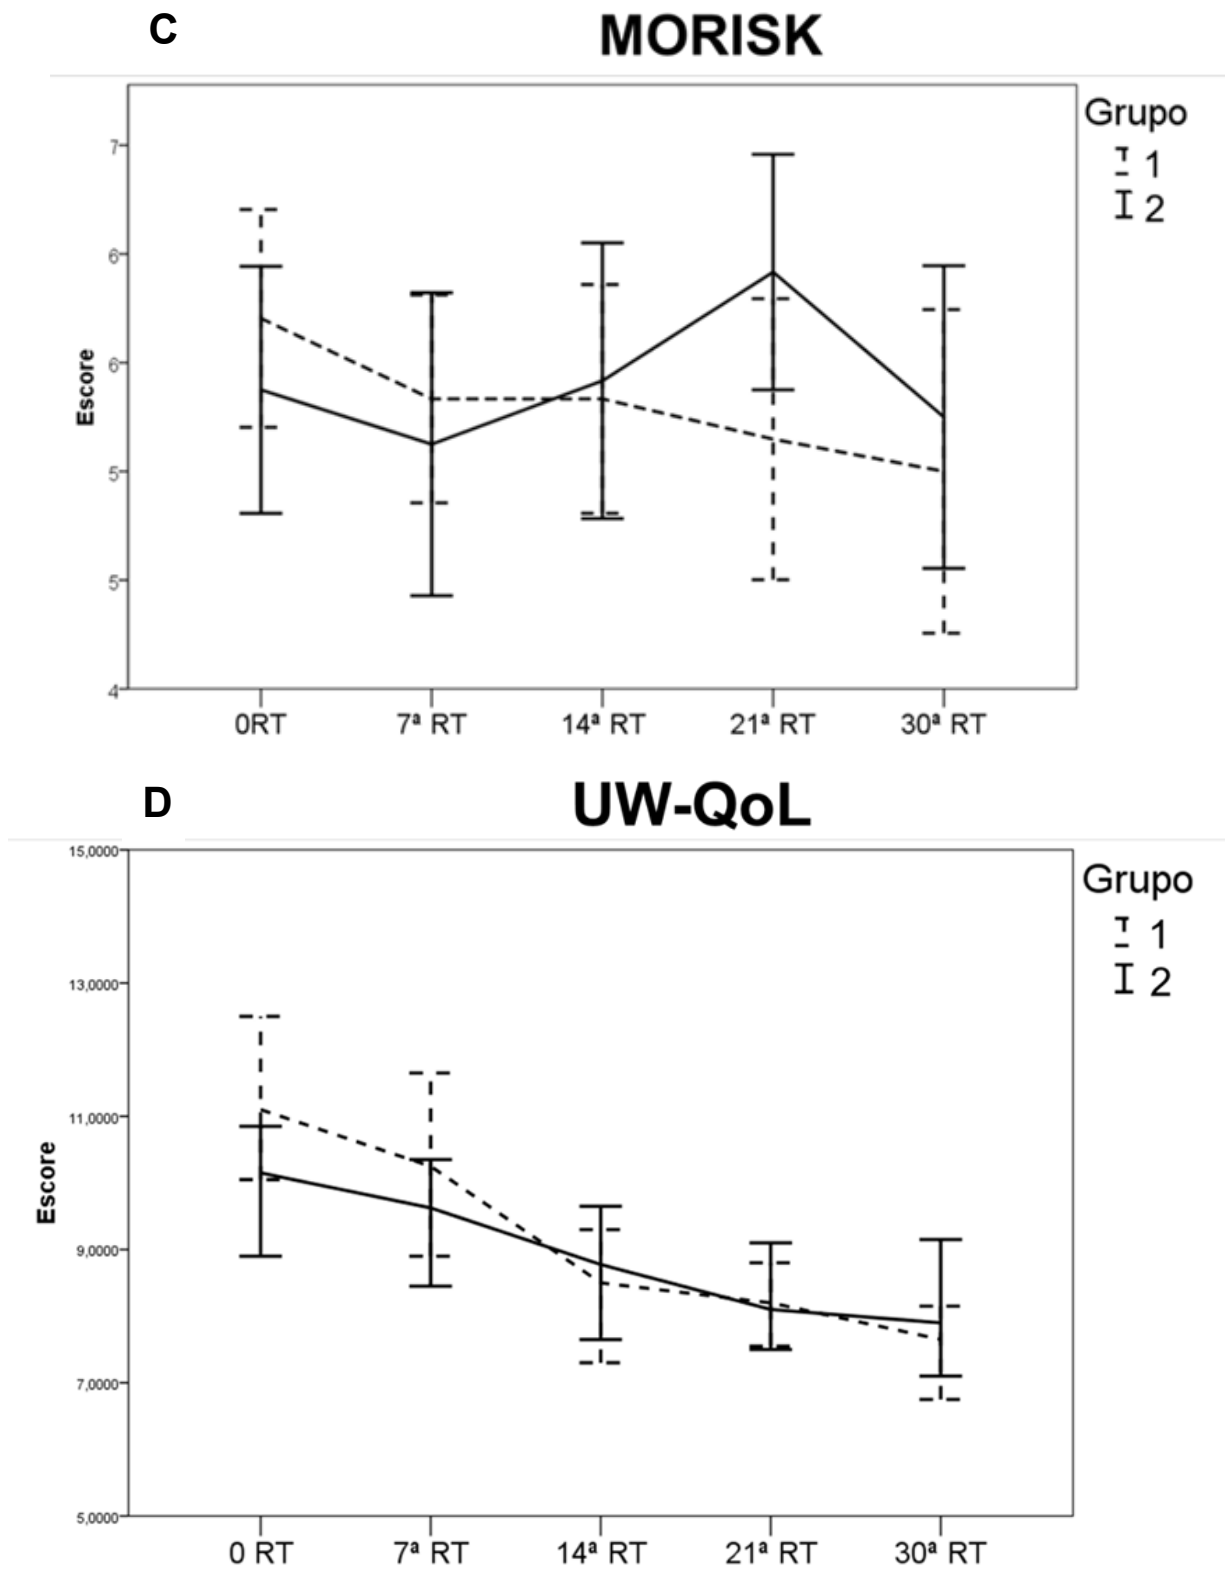 C
MORISK
Grupo
1
2
Escore
7
6
6
5
5
4
0RT
7ª RT
14ª RT
21ª RT
30ª RT
D
UW-QoL
Grupo
1
2
Escore
15,0000
13,0000
11,0000
9,0000
7,0000
5,0000
0 RT
7ª RT
14ª RT
21ª RT
30ª RT